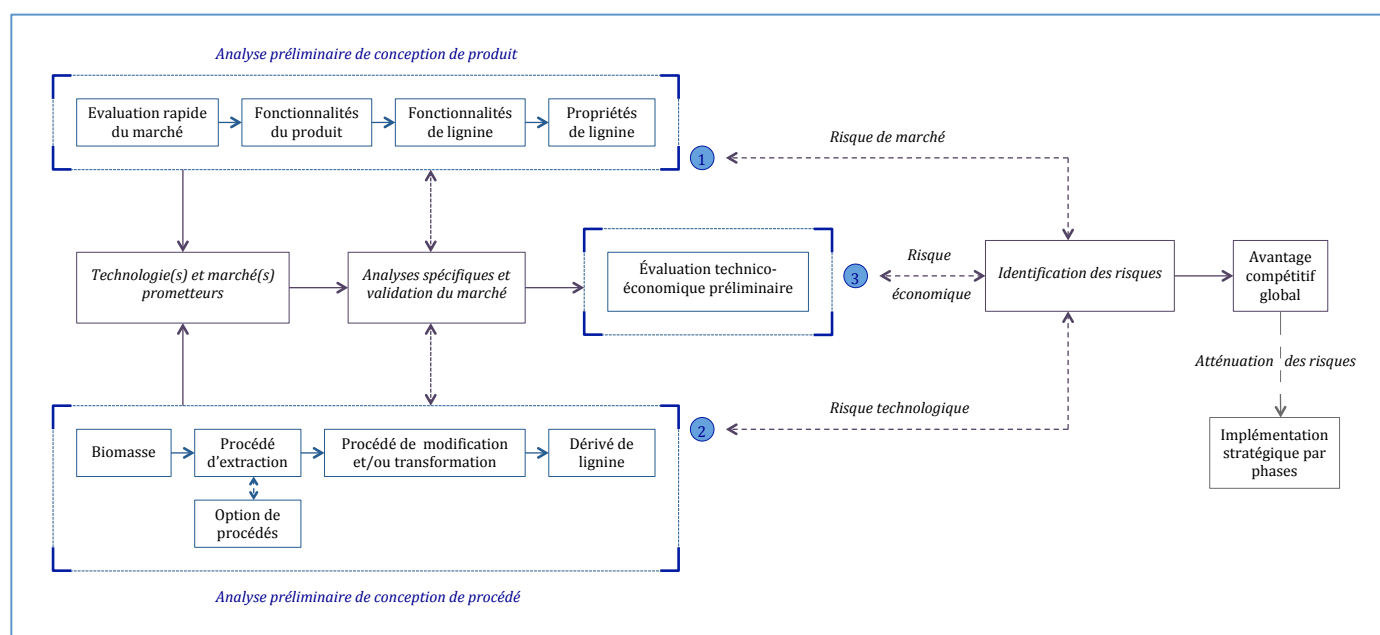 Analyse préliminaire de conception de produit
Evaluation rapide
du marché
Fonctionnalités
du produit
Fonctionnalités
de lignine
Propriétés
de lignine
1
Risque de marché
Technologie(s) et marché(s)
prometteurs
Analyses spécifiques et
validation du marché
Évaluation technico-
économique préliminaire
3
Risque
économique
Identification des risques
Avantage
compétitif
global
Atténuation des risques
Implémentation
stratégique par
phases
2
Risque technologique
Biomasse
Procédé
d’extraction
Procédé de modification
et/ou transformation
Dérivé de
lignine
Option de
procédés
Analyse préliminaire de conception de procédé